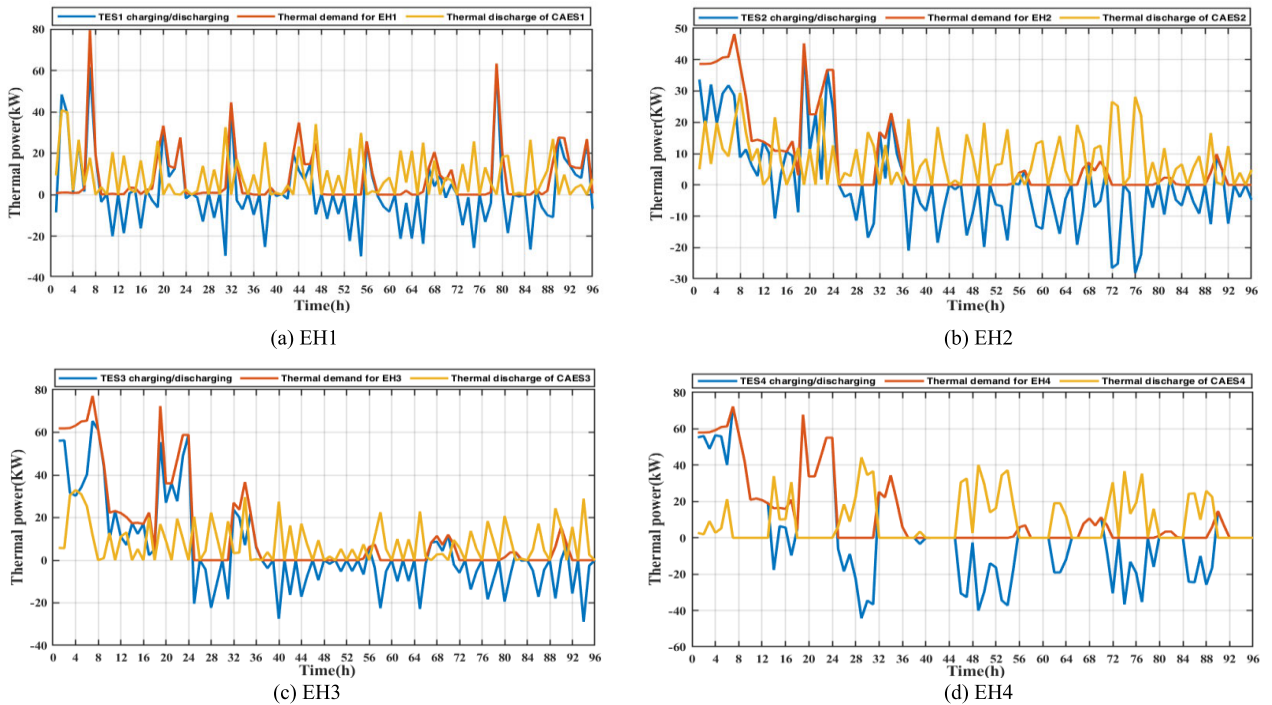 TES1 charging/discharging Thermal demand for EH1 Thermal discharge of CAES1
80
60
40
20
0
-20
-40
Thermal power(kW)
0 4 8 12 16 20 24 28 32 36 40 44 48 52 56 60 64 68 72 76 80 84 88 92 96
Time(h)
(a) EH1
TES2 charging/discharging Thermal demand for EH2 Thermal discharge of CAES2
50
40
30
20
10
0
-10
-20
-30
Thermal power(KW)
0 4 8 12 16 20 24 28 32 36 40 44 48 52 56 60 64 68 72 76 80 84 88 92 96
Time(h)
(b) EH2
TES3 charging/discharging Thermal demand for EH3 Thermal discharge of CAES3
80
60
40
20
0
-20
-40
Thermal power(KW)
0 4 8 12 16 20 24 28 32 36 40 44 48 52 56 60 64 68 72 76 80 84 88 92 96
Time(h)
(c) EH3
TES4 charging/discharging Thermal demand for EH4 Thermal discharge of CAES4
80
60
40
20
0
-20
-40
-60
Thermal power(KW)
0 4 8 12 16 20 24 28 32 36 40 44 48 52 56 60 64 68 72 76 80 84 88 92 96
Time(h)
(d) EH4